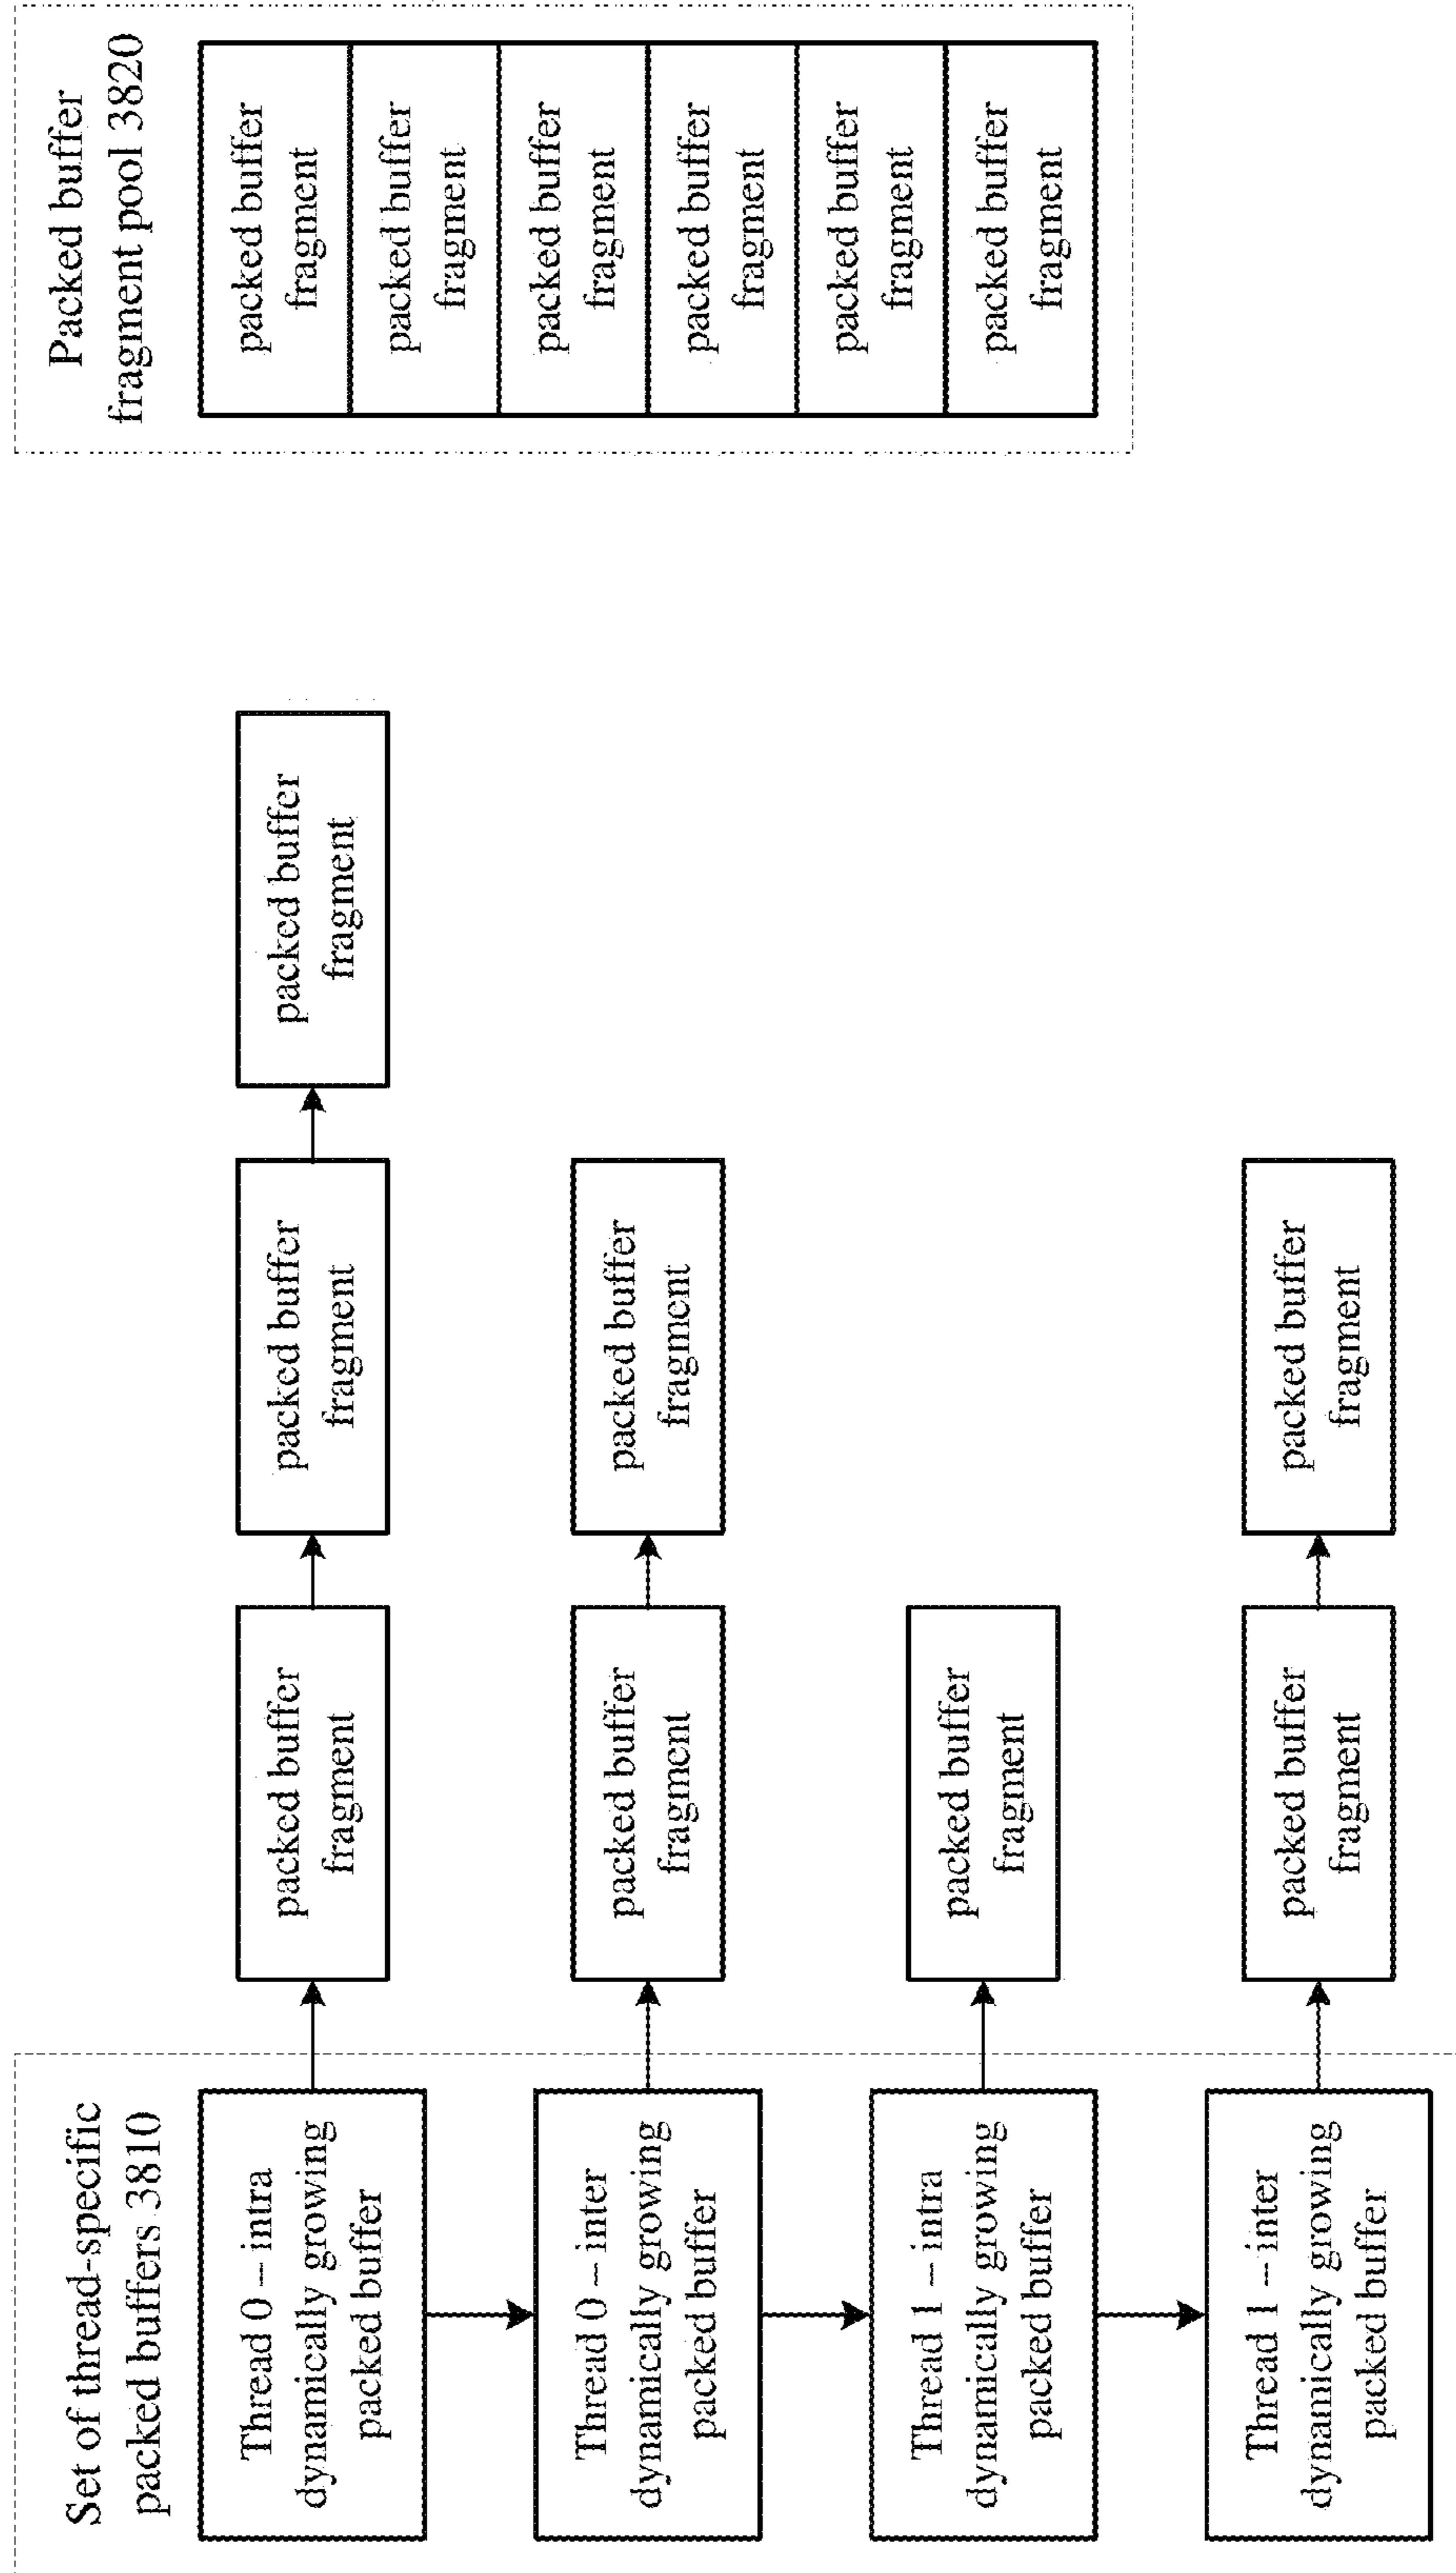 Set of thread-specific
packed buffers 3810
Thread 0 – intra
dynamically growing
packed buffer
packed buffer
fragment
packed buffer
fragment
packed buffer
fragment
Thread 0 – inter
dynamically growing
packed buffer
packed buffer
fragment
packed buffer
fragment
Thread 1 – intra
dynamically growing
packed buffer
packed buffer
fragment
Thread 1 – inter
dynamically growing
packed buffer
packed buffer
fragment
packed buffer
fragment
Packed buffer
fragment pool 3820
packed buffer
fragment
packed buffer
fragment
packed buffer
fragment
packed buffer
fragment
packed buffer
fragment
packed buffer
fragment